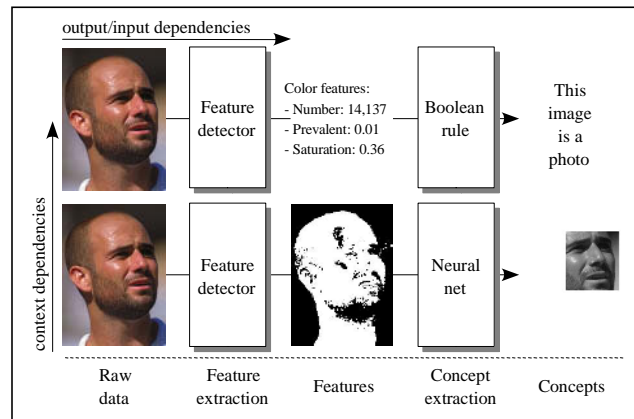 output/input dependencies
context dependencies
Feature
detector
Color features:
- Number: 14,137
- Prevalent: 0.01
- Saturation: 0.36
Boolean
rule
This
image
is a
photo
Feature
detector
Neural
net
Raw
data
Feature
extraction
Features
Concept
extraction
Concepts